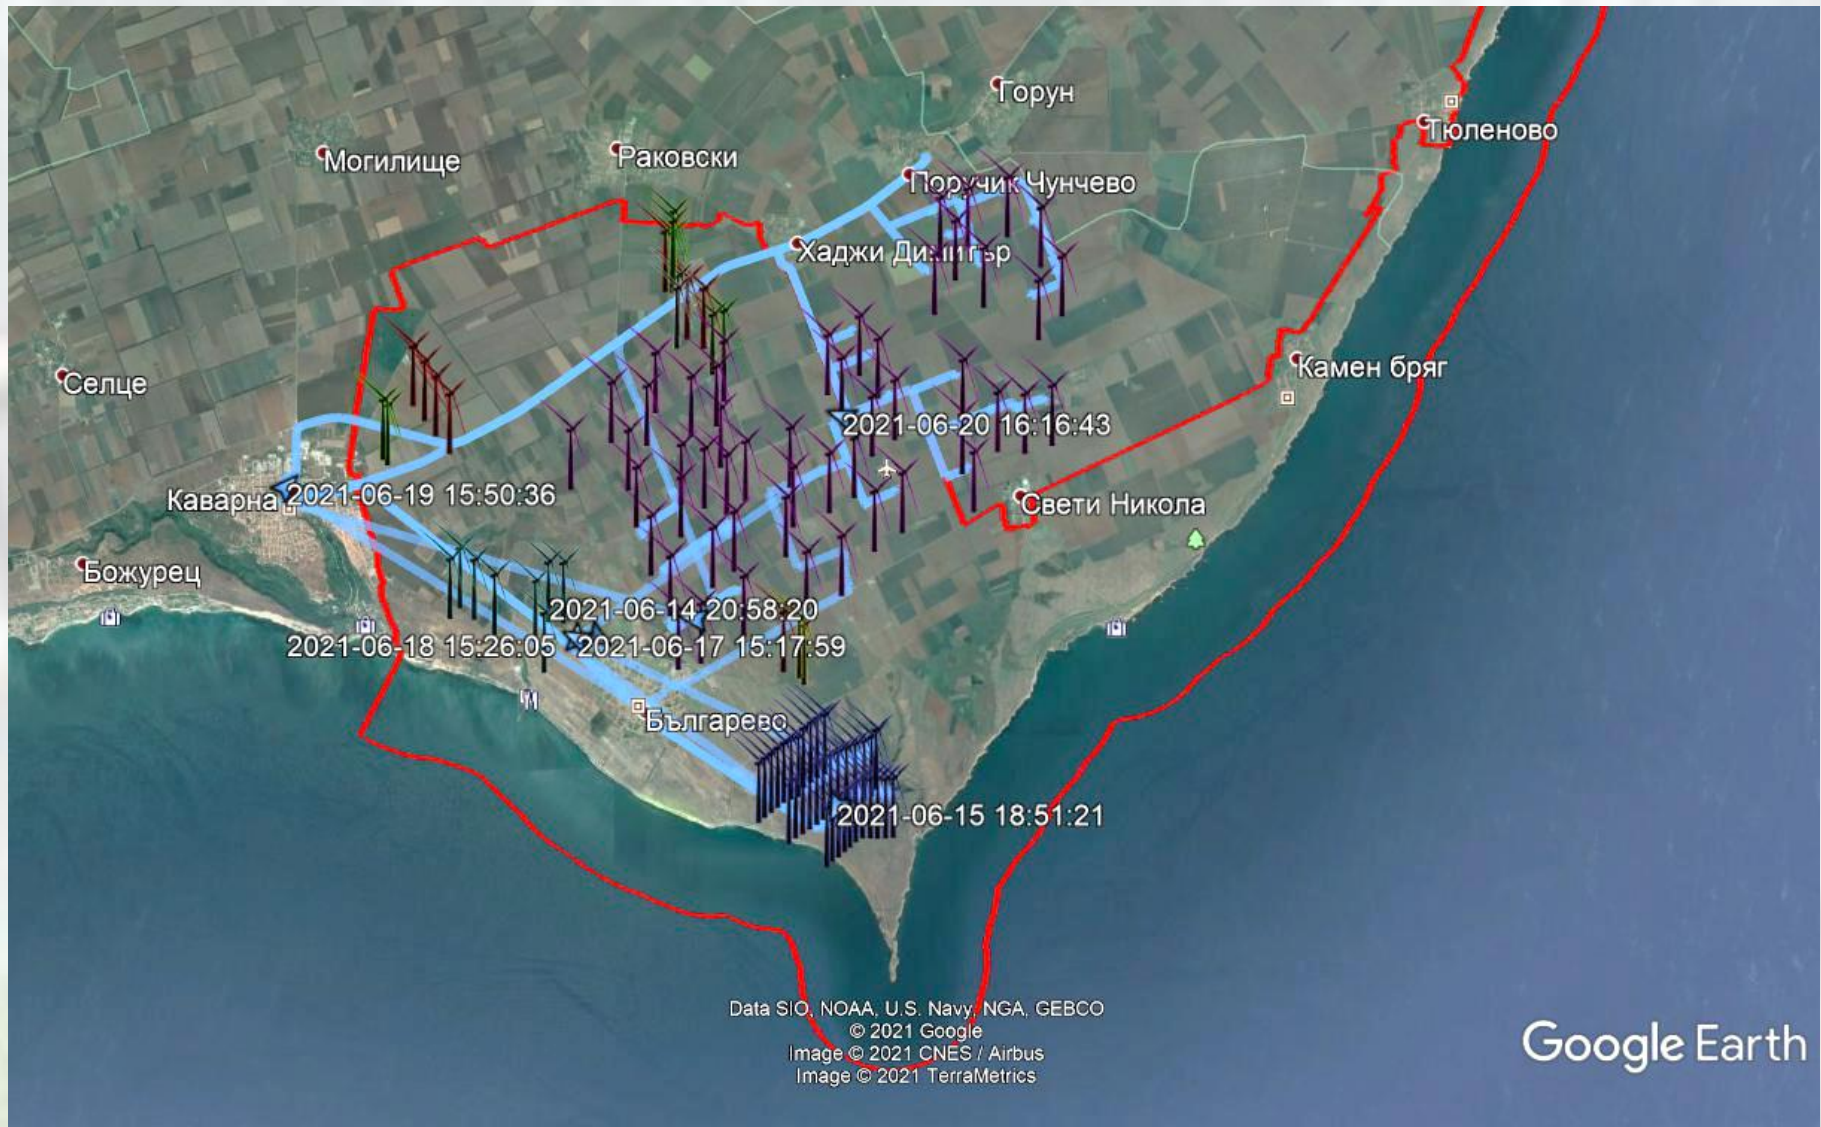 Горун
Тюленово
Могилище
Раковски
Поручик Чунчево
Хаджи Димитър
Камен бряг
Селце
2021-06-20 16:16:43
Каварна
2021-06-19 15:50:36
Свети Никола
Божурец
2021-06-14 20:58:20
2021-06-18 15:26:05
2021-06-17 15:17:59
Българево
2021-06-15 18:51:21
Data SIO, NOAA, U.S. Navy, NGA, GEBCO
© 2021 Google
Image © 2021 CNES / Airbus
Image © 2021 TerraMetrics
Google Earth